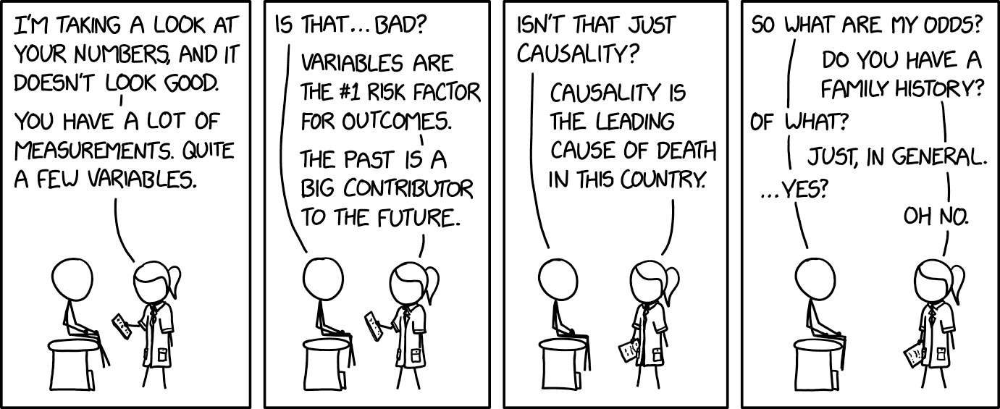 I'M TAKING A LOOK AT
YOUR NUMBERS, AND IT
DOESN'T LOOK GOOD.
YOU HAVE A LOT OF
MEASUREMENTS. QUITE
A FEW VARIABLES.
IS THAT... BAD?
VARIABLES ARE
THE #1 RISK FACTOR
FOR OUTCOMES.
THE PAST IS A
BIG CONTRIBUTOR
TO THE FUTURE.
ISN'T THAT JUST
CAUSALITY?
CAUSALITY IS
THE LEADING
CAUSE OF DEATH
IN THIS COUNTRY.
SO WHAT ARE MY ODDS?
DO YOU HAVE A
FAMILY HISTORY?
OF WHAT?
JUST, IN GENERAL.
...YES?
OH NO.